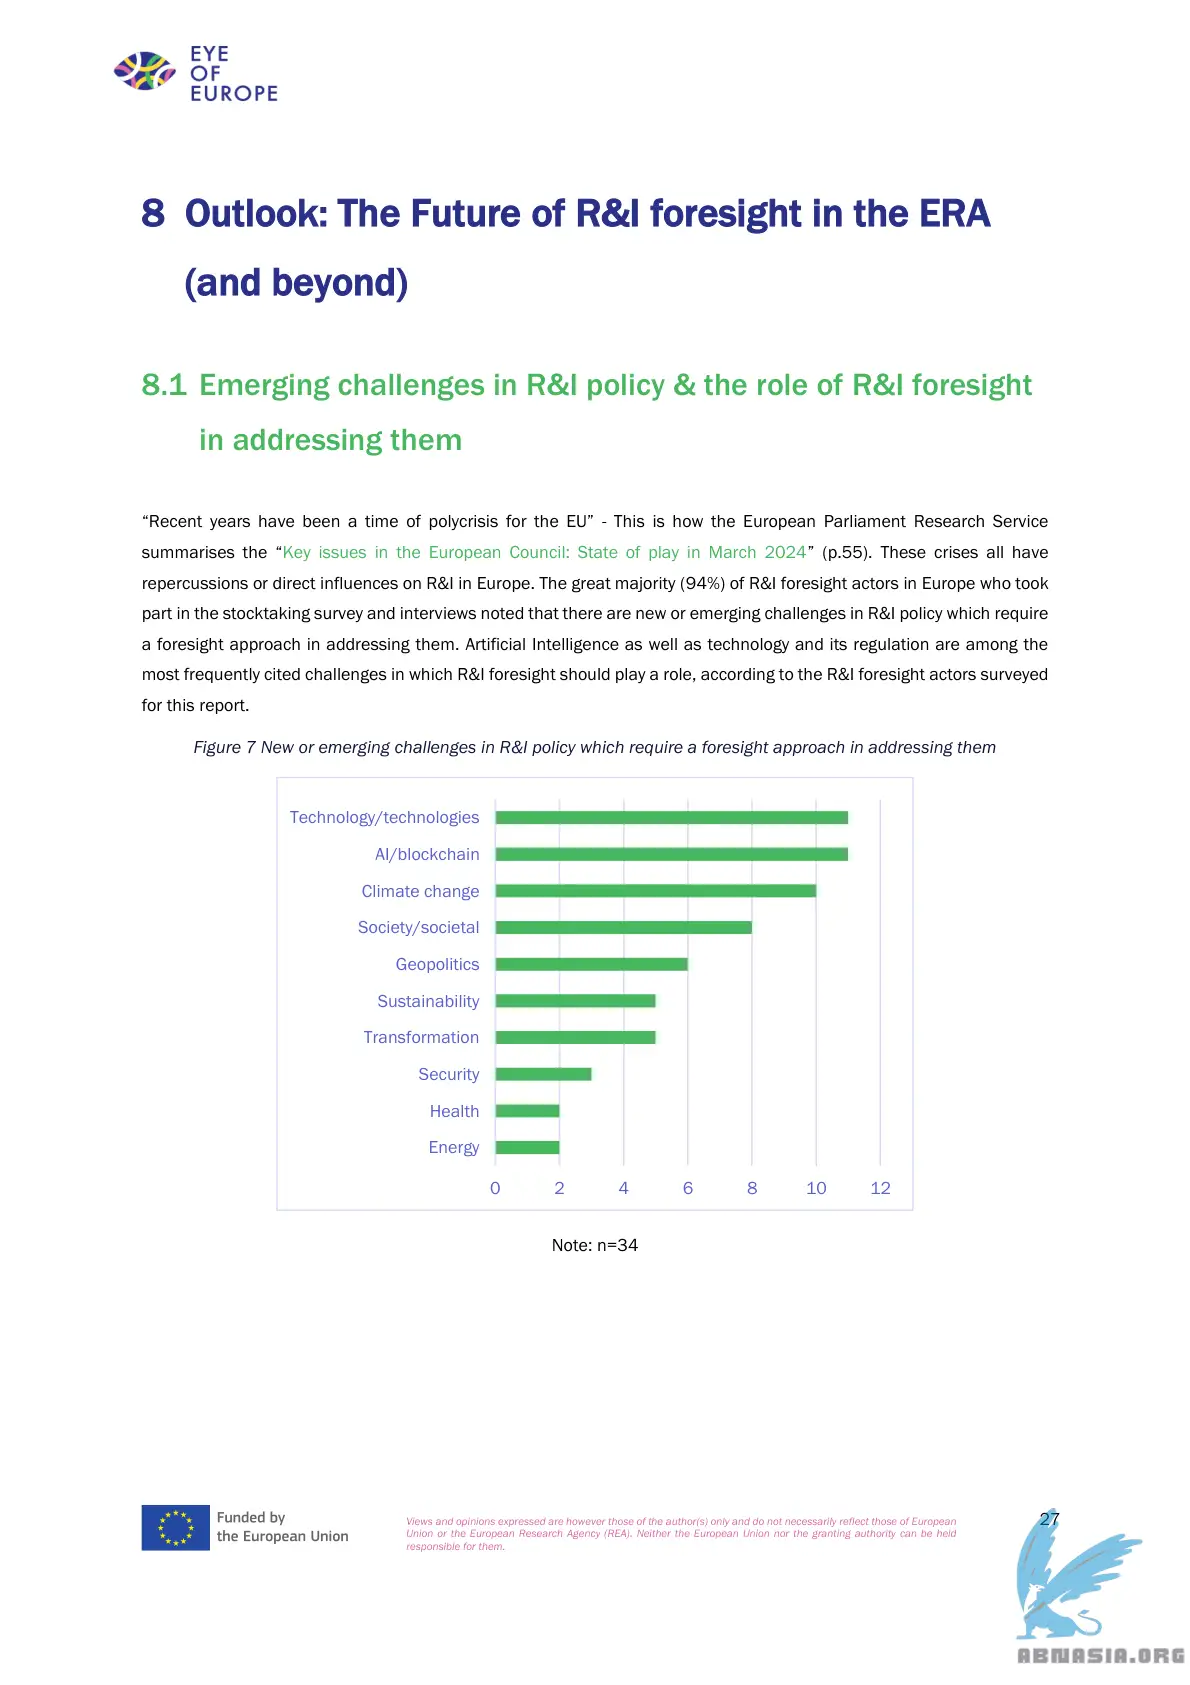 EYE
OF
EUROPE
8 Outlook: The Future of R&I foresight in the ERA
(and beyond)
8.1 Emerging challenges in R&I policy & the role of R&I foresight
in addressing them
“Recent years have been a time of polycrisis for the EU” - This is how the European Parliament Research Service
summarises the “Key issues in the European Council: State of play in March 2024” (p.55). These crises all have
repercussions or direct influences on R&I in Europe. The great majority (94%) of R&I foresight actors in Europe who took
part in the stocktaking survey and interviews noted that there are new or emerging challenges in R&I policy which require
a foresight approach in addressing them. Artificial Intelligence as well as technology and its regulation are among the
most frequently cited challenges in which R&I foresight should play a role, according to the R&I foresight actors surveyed
for this report.
Figure 7 New or emerging challenges in R&I policy which require a foresight approach in addressing them
Technology/technologies
AI/blockchain
Climate change
Society/societal
Geopolitics
Sustainability
Transformation
Security
Health
Energy
0 2 4 6 8 10 12
Note: n=34
Funded by
the European Union
Views and opinions expressed are however those of the author(s) only and do not necessarily reflect those of European
Union or the European Research Agency (REA). Neither the European Union nor the granting authority can be held
responsible for them.
27
ABNASIA.ORG